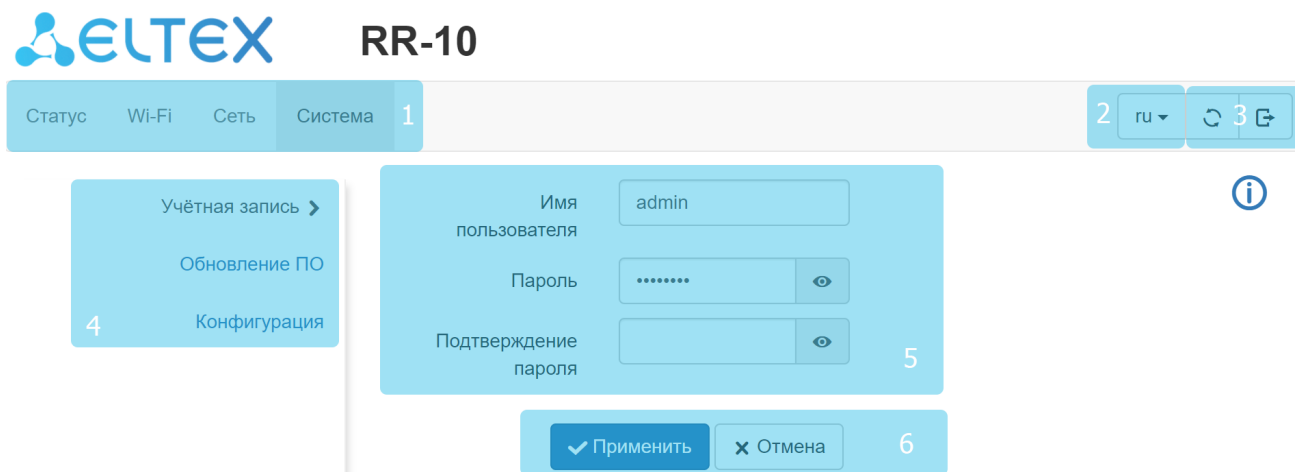 ELTEX RR-10
Статус Wi-Fi Сеть Система 1 2 ru 3
Учётная запись
Обновление ПО
Конфигурация
4
Имя
пользователя
admin
Пароль
••••••••
Подтверждение
пароля
5
Применить Отмена 6